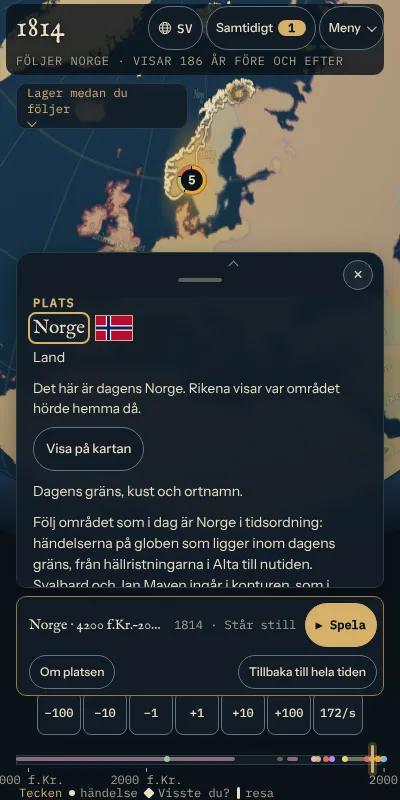 1814
SV
Samtidigt 1
Meny
FÖLJER NORGE · VISAR 186 ÅR FÖRE OCH EFTER
Lager medan du
följer
5
PLATS
Norge
Land
Det här är dagens Norge. Rikena visar var området
hörde hemma då.
Visa på kartan
Dagens gräns, kust och ortnamn.
Följ området som i dag är Norge i tidsordning:
händelserna på globen som ligger inom dagens
gräns, från hällristningarna i Alta till nutiden.
Svalbard och Jan Mayen ingår i konturen, som i
Norge · 4200 f.Kr.–20…
1814 · Står still
▶ Spela
Om platsen
Tillbaka till hela tiden
−100
−10
−1
+1
+10
+100
172/s
000 f.Kr.
2000 f.Kr.
2000
Tecken ● händelse ◆ Visste du? ❙ resa